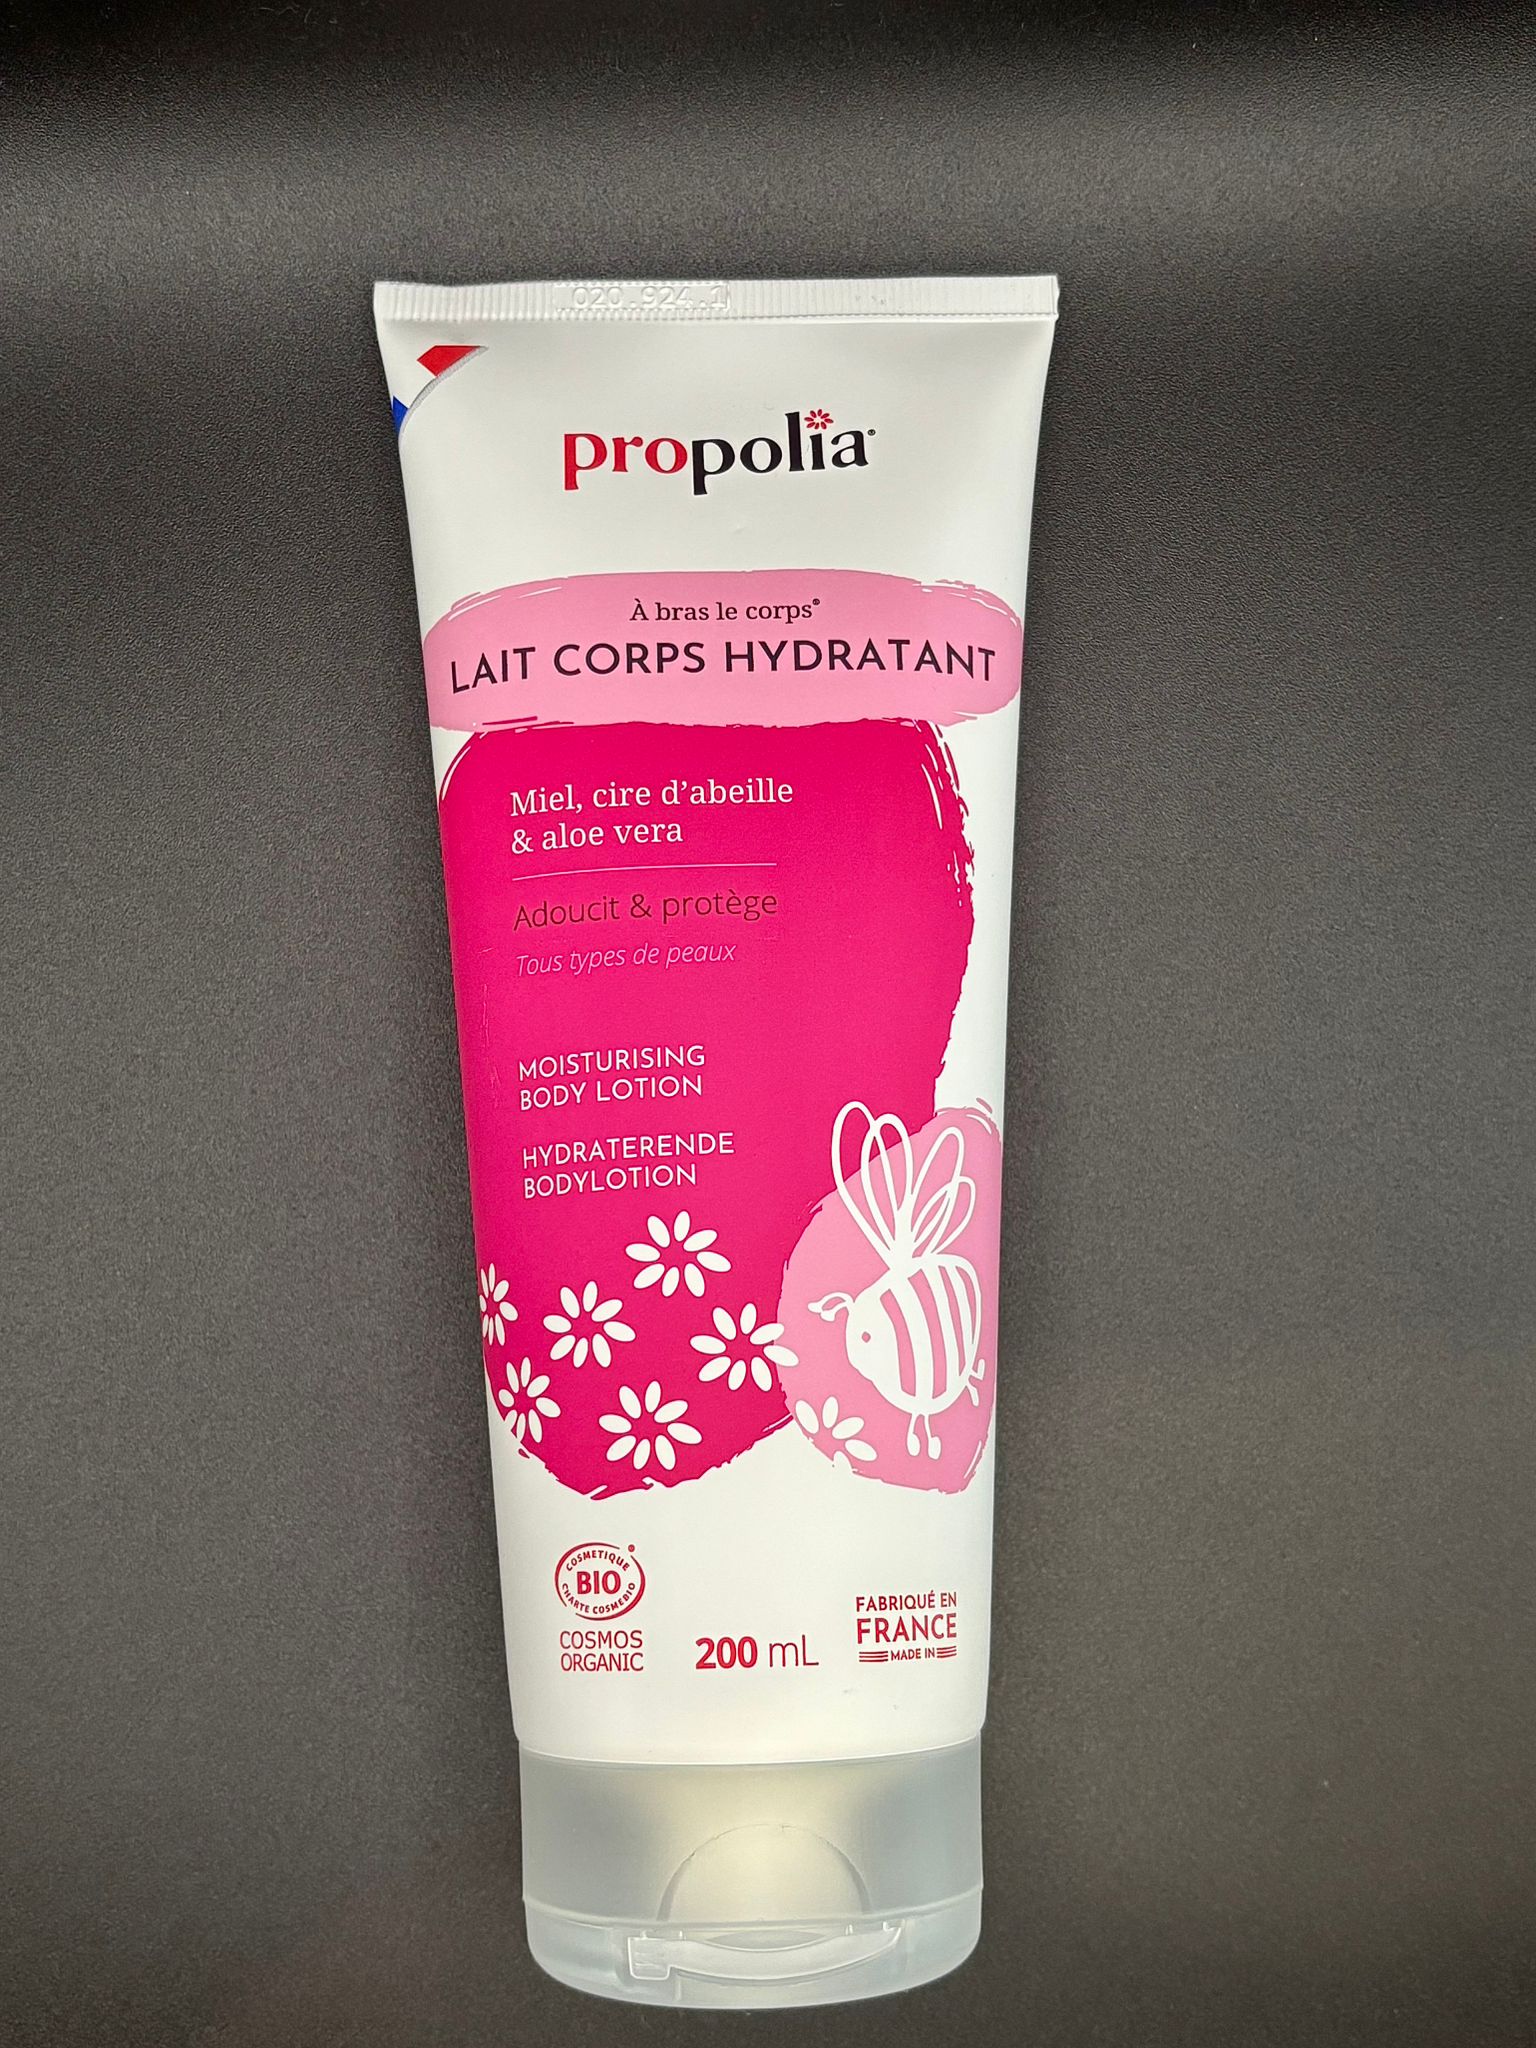 020.924.1
propolia®
À bras le corps®
LAIT CORPS HYDRATANT
Miel, cire d'abeille
& aloe vera
Adoucit & protège
Tous types de peaux
MOISTURISING
BODY LOTION
HYDRATERENDE
BODYLOTION
COSMETIQUE
BIO
CHARTE COSMEBIO
®
COSMOS
ORGANIC
200 mL
FABRIQUÉ EN
FRANCE
MADE IN